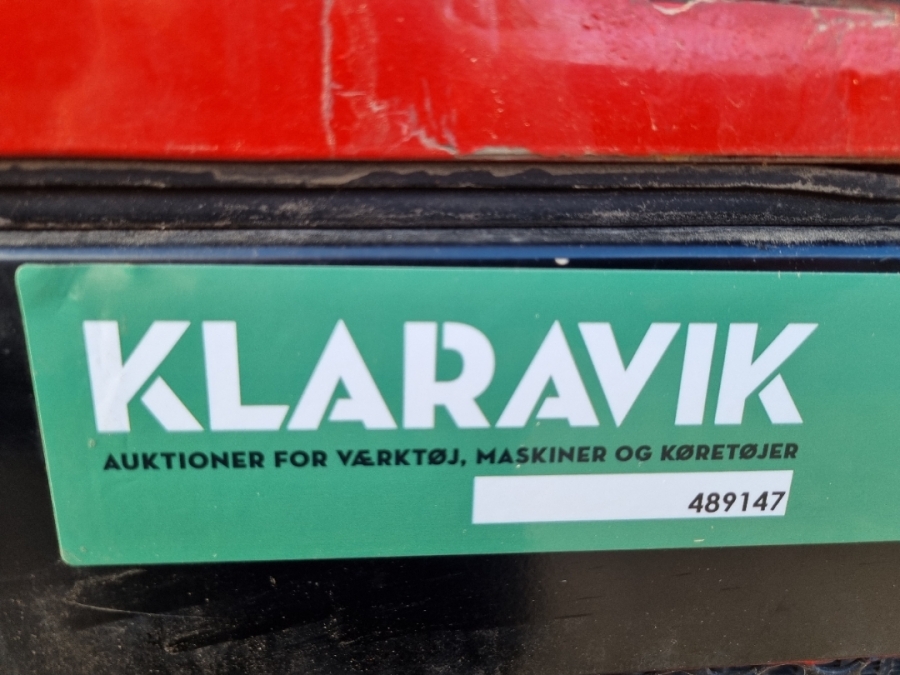 KLARAVIK
AUKTIONER FOR VÆRKTØJ, MASKINER OG KØRETØJER
489147